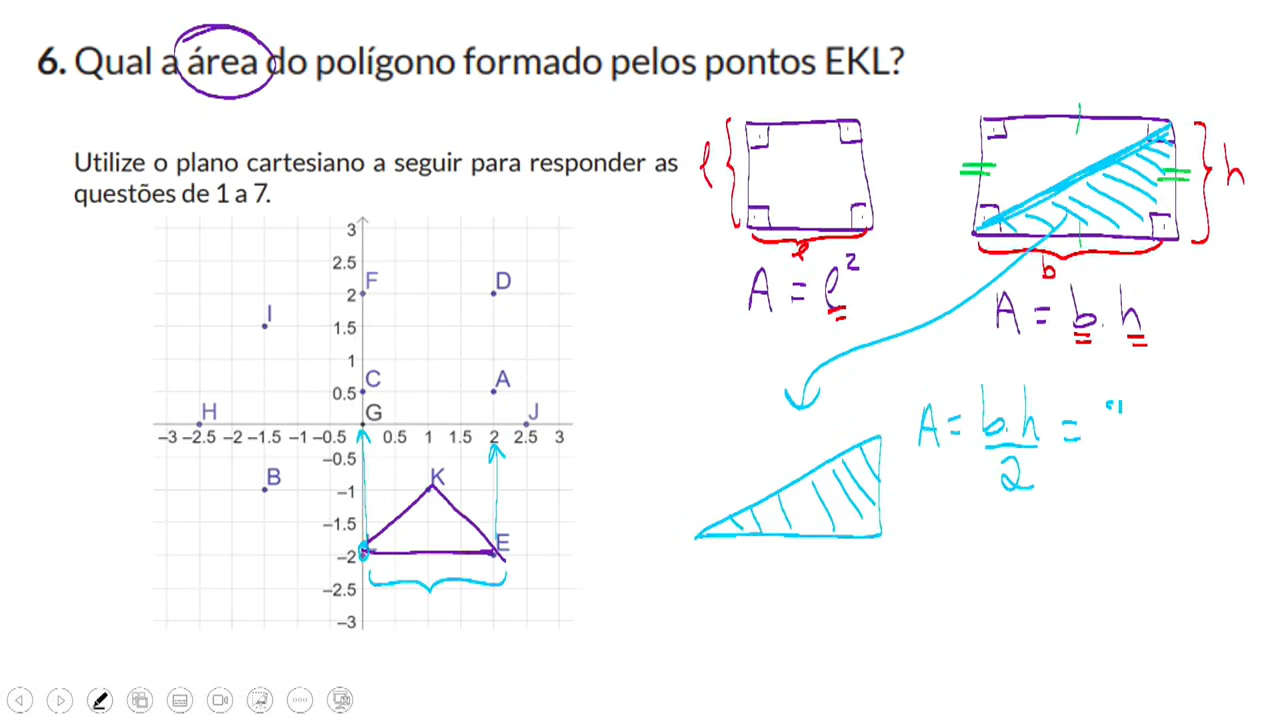 6. Qual a área do polígono formado pelos pontos EKL?
Utilize o plano cartesiano a seguir para responder as
questões de 1 a 7.
l
l
A = l²
h
b
A = b.h
A = b.h/2 =
3
2.5
F
D
2
I
1.5
1
C
A
0.5
H
G
J
–3 –2.5 –2 –1.5 –1 –0.5 0.5 1 1.5 2 2.5 3
–0.5
B
K
–1
–1.5
E
–2
–2.5
–3